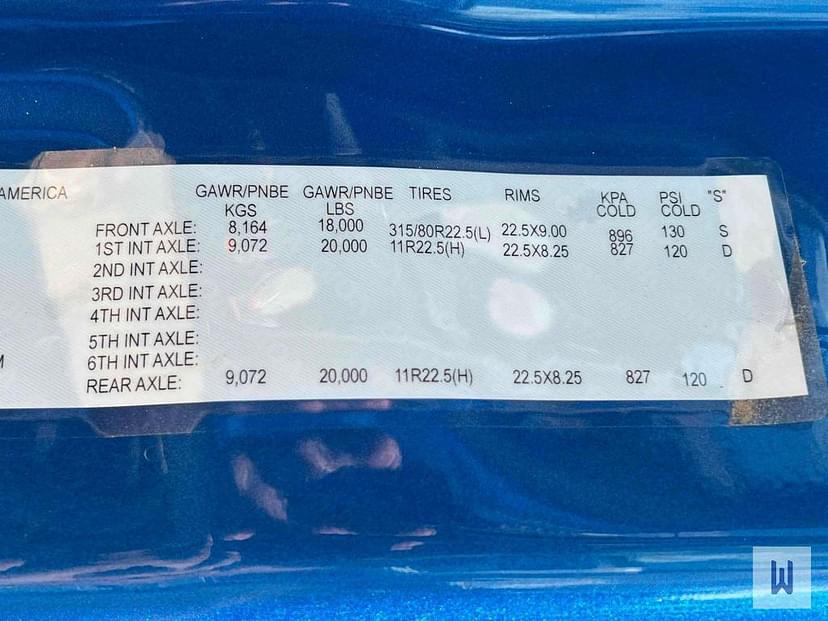 AMERICA GAWR/PNBE GAWR/PNBE TIRES RIMS KPA PSI "S"
KGS LBS COLD COLD
FRONT AXLE: 8,164 18,000 315/80R22.5(L) 22.5X9.00 896 130 S
1ST INT AXLE: 9,072 20,000 11R22.5(H) 22.5X8.25 827 120 D
2ND INT AXLE:
3RD INT AXLE:
4TH INT AXLE:
5TH INT AXLE:
M 6TH INT AXLE:
REAR AXLE: 9,072 20,000 11R22.5(H) 22.5X8.25 827 120 D
W